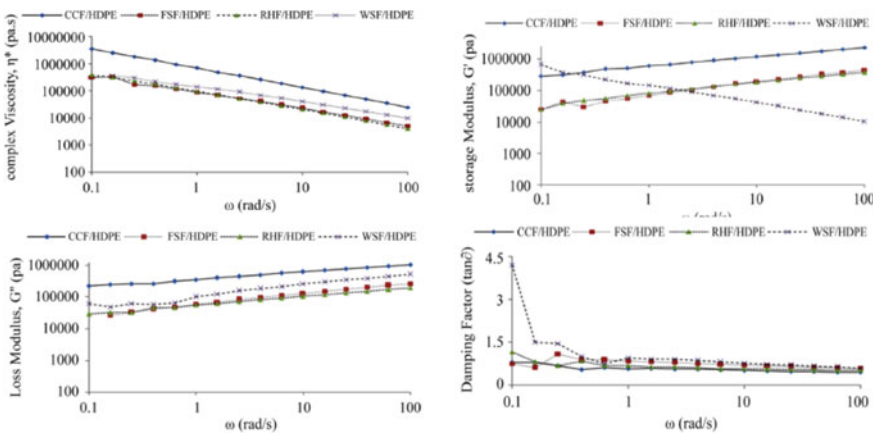 CCF/HDPE FSF/HDPE RHF/HDPE WSF/HDPE
complex Viscosity, η* (pa.s)
10000000
1000000
100000
10000
1000
100
0.1 1 10 100
ω (rad/s)
CCF/HDPE FSF/HDPE RHF/HDPE WSF/HDPE
storage Modulus, G' (pa)
1000000
100000
10000
1000
100
0.1 1 10 100
CCF/HDPE FSF/HDPE RHF/HDPE WSF/HDPE
Loss Modulus, G" (pa)
1000000
100000
10000
1000
100
0.1 1 10 100
ω (rad/s)
CCF/HDPE FSF/HDPE RHF/HDPE WSF/HDPE
Damping Factor (tan∂)
4.5
3
1.5
0
0.1 1 10 100
ω (rad/s)